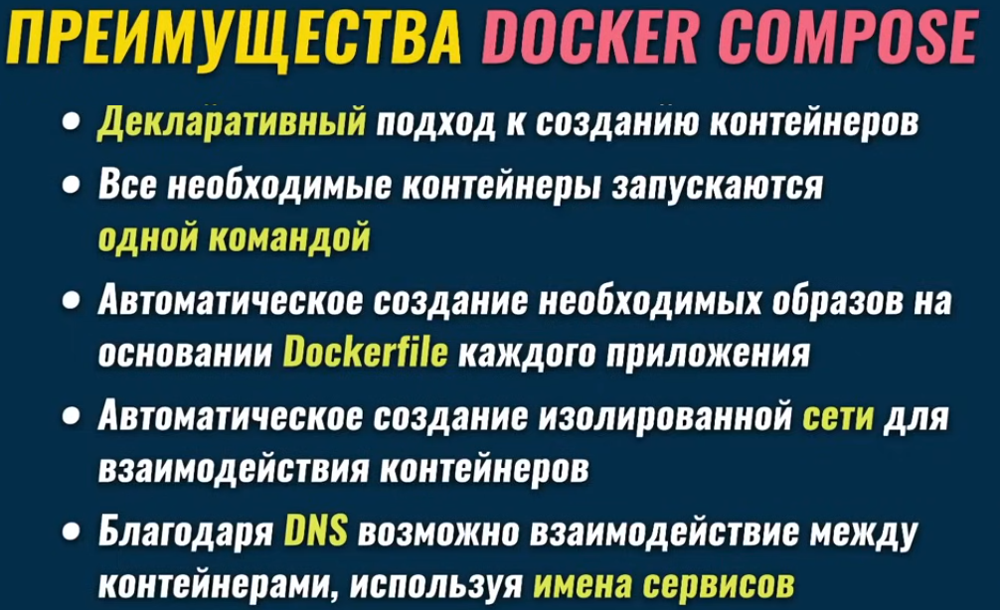 ПРЕИМУЩЕСТВА DOCKER COMPOSE
• Декларативный подход к созданию контейнеров
• Все необходимые контейнеры запускаются
одной командой
• Автоматическое создание необходимых образов на
основании Dockerfile каждого приложения
• Автоматическое создание изолированной сети для
взаимодействия контейнеров
• Благодаря DNS возможно взаимодействие между
контейнерами, используя имена сервисов